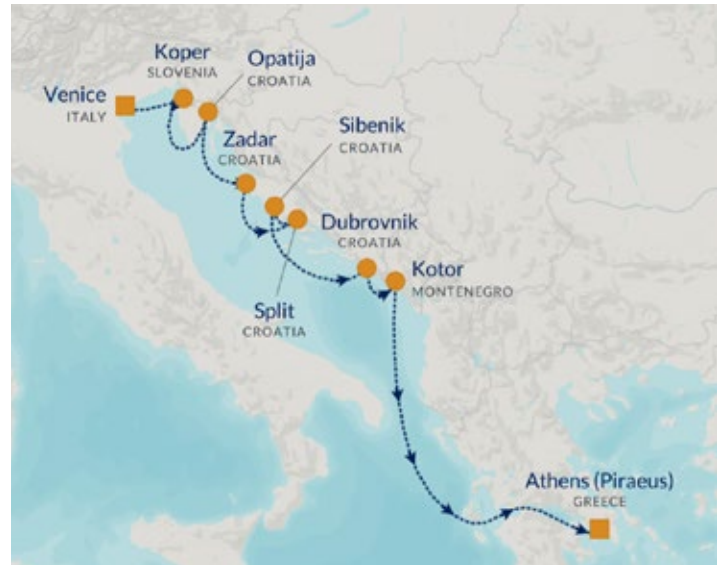 Koper
SLOVENIA
Opatija
CROATIA
Venice
ITALY
Zadar
CROATIA
Sibenik
CROATIA
Dubrovnik
CROATIA
Kotor
MONTENEGRO
Split
CROATIA
Athens (Piraeus)
GREECE